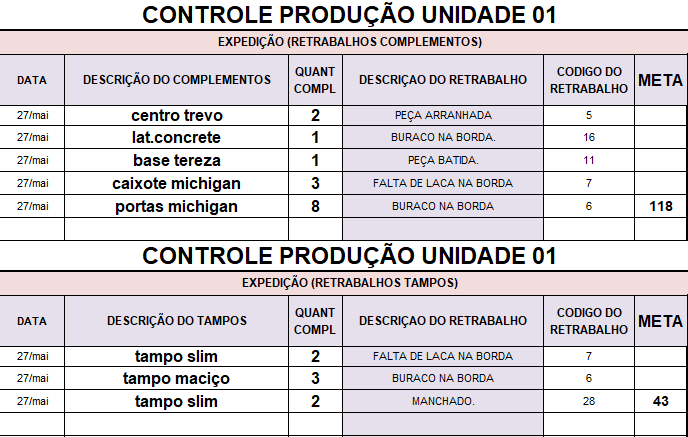 CONTROLE PRODUÇÃO UNIDADE 01
EXPEDIÇÃO (RETRABALHOS COMPLEMENTOS)
DATA DESCRIÇÃO DO COMPLEMENTOS QUANT COMPL DESCRIÇAO DO RETRABALHO CODIGO DO RETRABALHO META
27/mai centro trevo 2 PEÇA ARRANHADA 5
27/mai lat.concrete 1 BURACO NA BORDA. 16
27/mai base tereza 1 PEÇA BATIDA. 11
27/mai caixote michigan 3 FALTA DE LACA NA BORDA 7
27/mai portas michigan 8 BURACO NA BORDA 6 118
CONTROLE PRODUÇÃO UNIDADE 01
EXPEDIÇÃO (RETRABALHOS TAMPOS)
DATA DESCRIÇÃO DO TAMPOS QUANT COMPL DESCRIÇAO DO RETRABALHO CODIGO DO RETRABALHO META
27/mai tampo slim 2 FALTA DE LACA NA BORDA 7
27/mai tampo maciço 3 BURACO NA BORDA 6
27/mai tampo slim 2 MANCHADO. 28 43